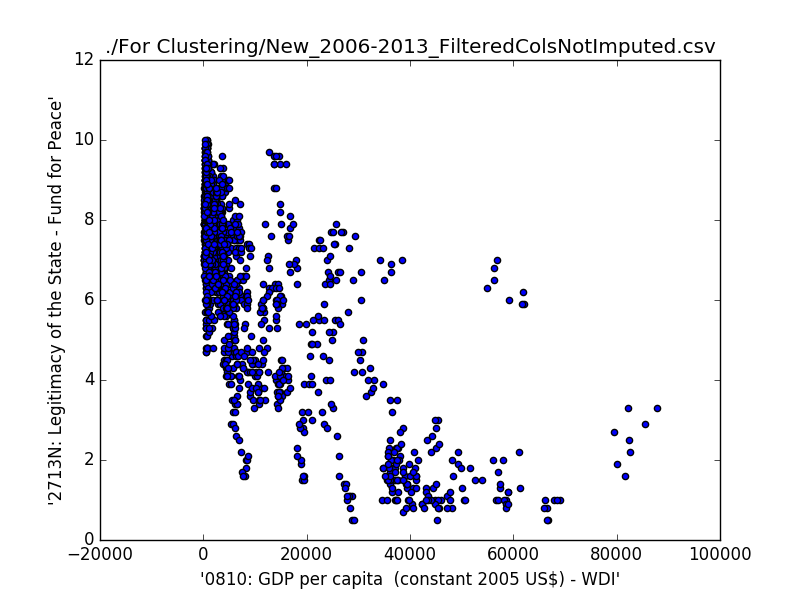 ./For Clustering/New_2006-2013_FilteredColsNotImputed.csv
12
10
8
6
4
2
0
'2713N: Legitimacy of the State - Fund for Peace'
−20000 0 20000 40000 60000 80000 100000
'0810: GDP per capita  (constant 2005 US$) - WDI'